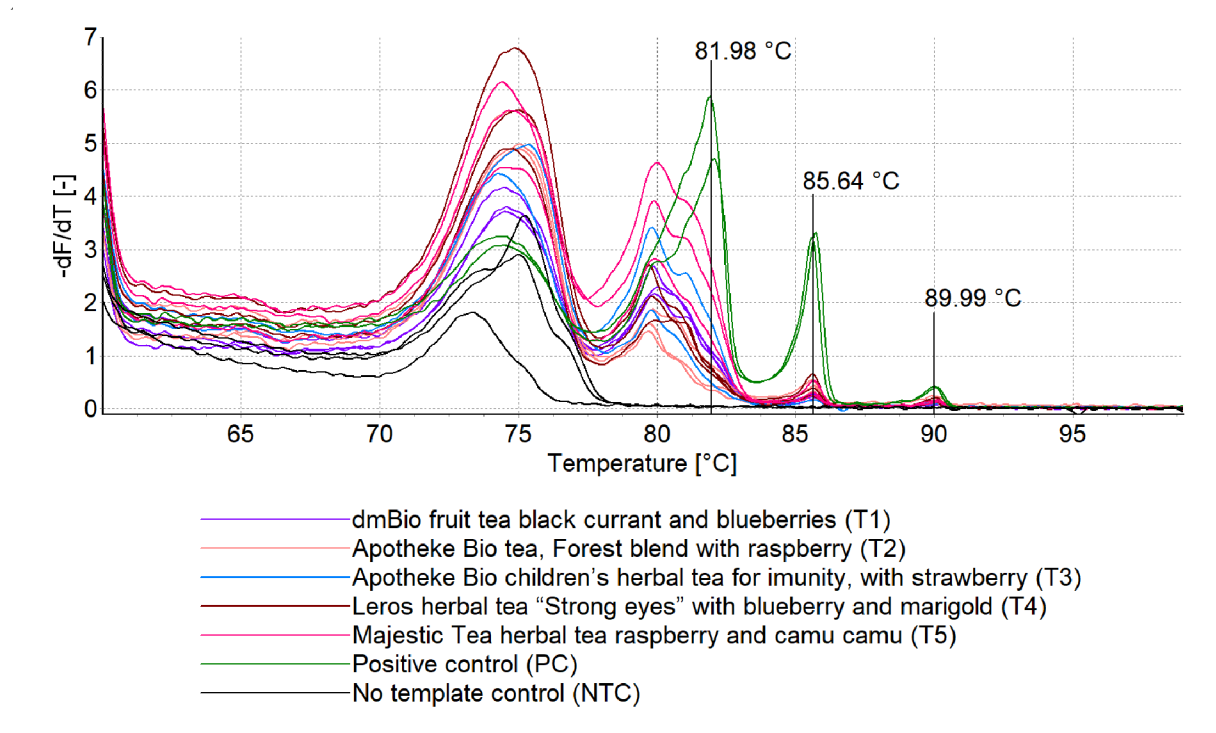 7
81.98 °C
6
5
85.64 °C
4
-dF/dT [-]
3
89.99 °C
2
1
0
65 70 75 80 85 90 95
Temperature [°C]
dmBio fruit tea black currant and blueberries (T1)
Apotheke Bio tea, Forest blend with raspberry (T2)
Apotheke Bio children's herbal tea for imunity, with strawberry (T3)
Leros herbal tea “Strong eyes” with blueberry and marigold (T4)
Majestic Tea herbal tea raspberry and camu camu (T5)
Positive control (PC)
No template control (NTC)